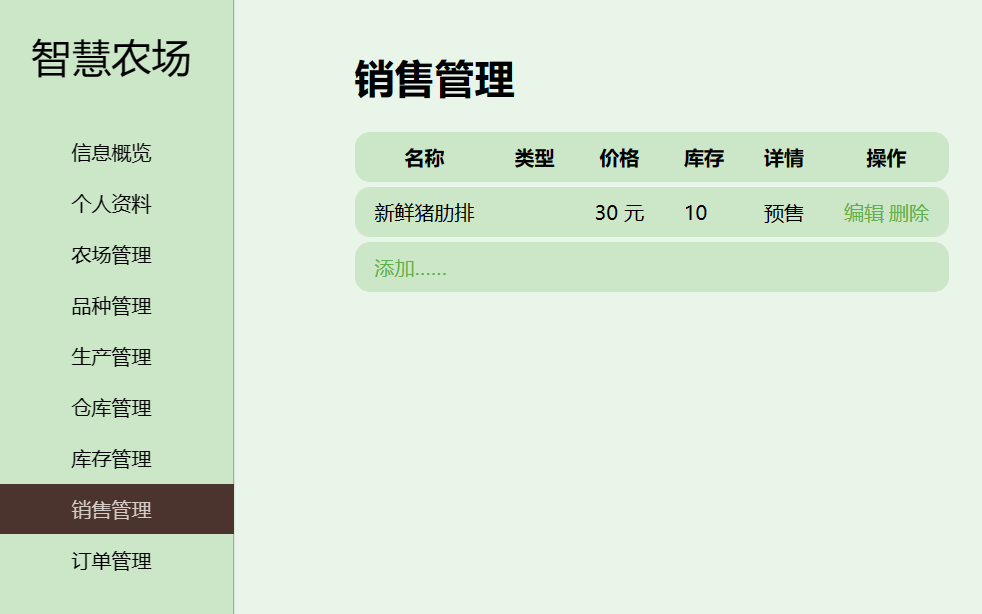 智慧农场
信息概览
个人资料
农场管理
品种管理
生产管理
仓库管理
库存管理
销售管理
订单管理
销售管理
名称 类型 价格 库存 详情 操作
新鲜猪肋排 30 元 10 预售 编辑 删除
添加......